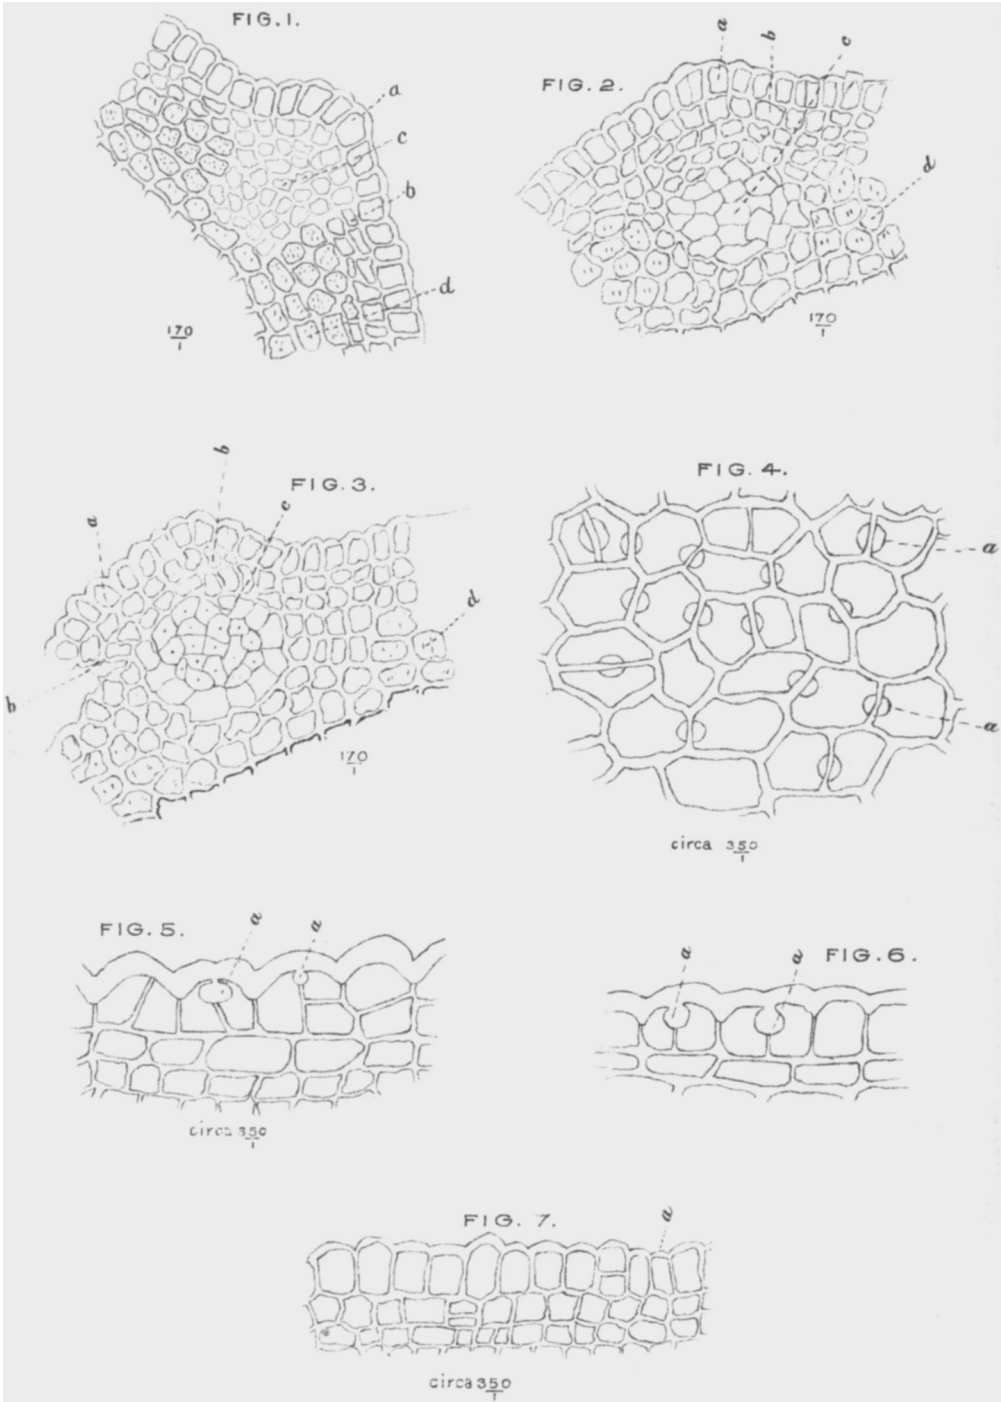 FIG. 1.
a
c
b
d
170/1
FIG. 2.
a
b
c
d
170/1
FIG. 3.
b
a
c
d
b
170/1
FIG. 4.
a
a
circa 350/1
FIG. 5.
a
a
circa 350/1
FIG. 6.
a
a
FIG. 7.
a
circa 350/1